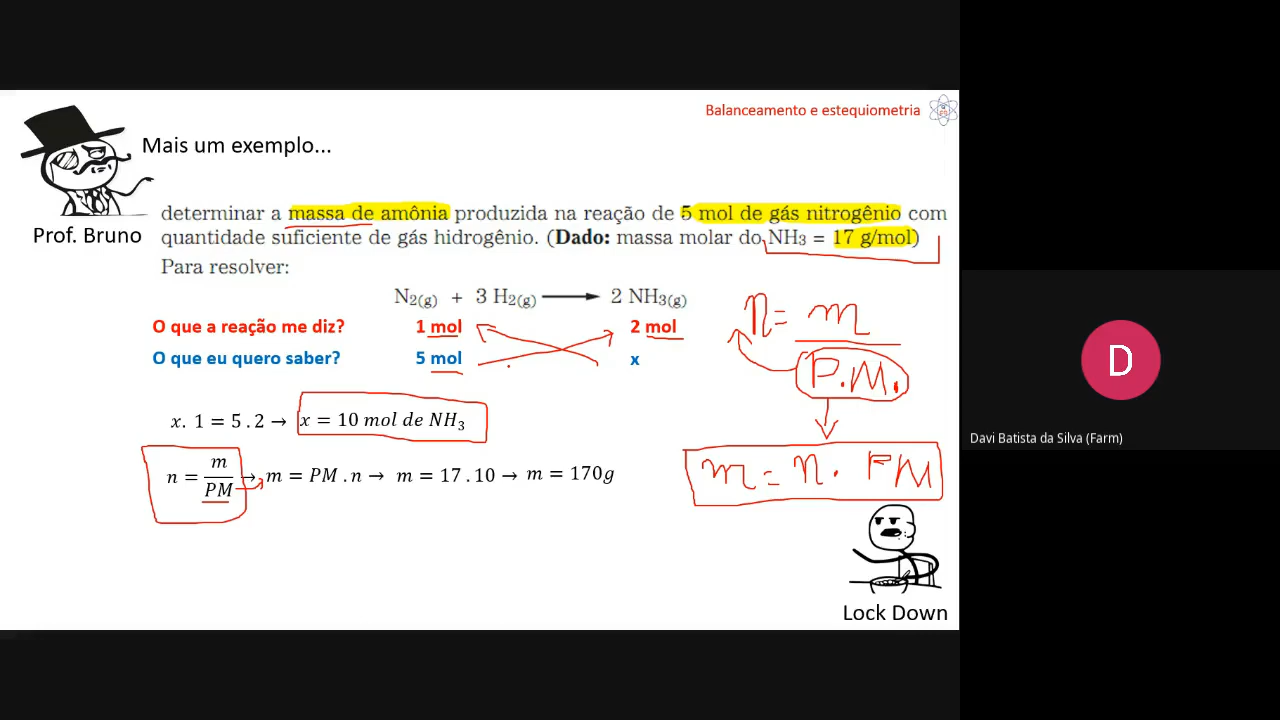 Balanceamento e estequiometria
Mais um exemplo...
Prof. Bruno
determinar a massa de amônia produzida na reação de 5 mol de gás nitrogênio com
quantidade suficiente de gás hidrogênio. (Dado: massa molar do NH₃ = 17 g/mol)
Para resolver:
N₂(g) + 3 H₂(g) ⟶ 2 NH₃(g)
O que a reação me diz? 1 mol 2 mol
O que eu quero saber? 5 mol x
n = m / P.M.
x. 1 = 5 . 2 → x = 10 mol de NH₃
n = m/PM → m = PM . n → m = 17 . 10 → m = 170g
m = n . PM
Lock Down
D
Davi Batista da Silva (Farm)